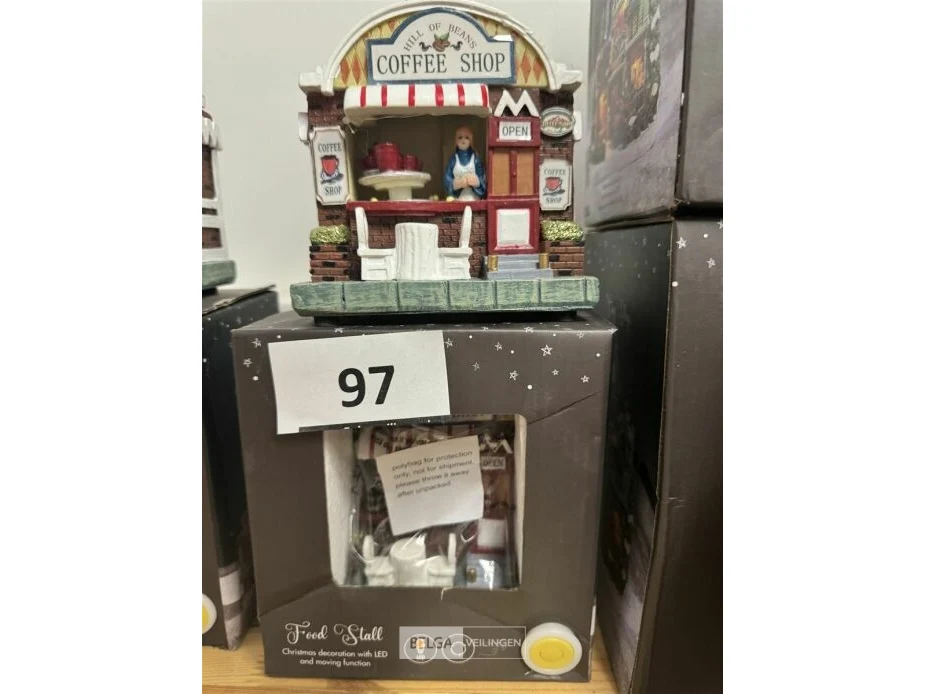 HILL OF BEANS
COFFEE SHOP
OPEN
COFFEE
SHOP
COFFEE
SHOP
97
polybag for protection
only, not for shipment,
please throw it away
after unpacked.
OPEN
Food Stall
Christmas decoration with LED
and moving function
BELGA VEILINGEN